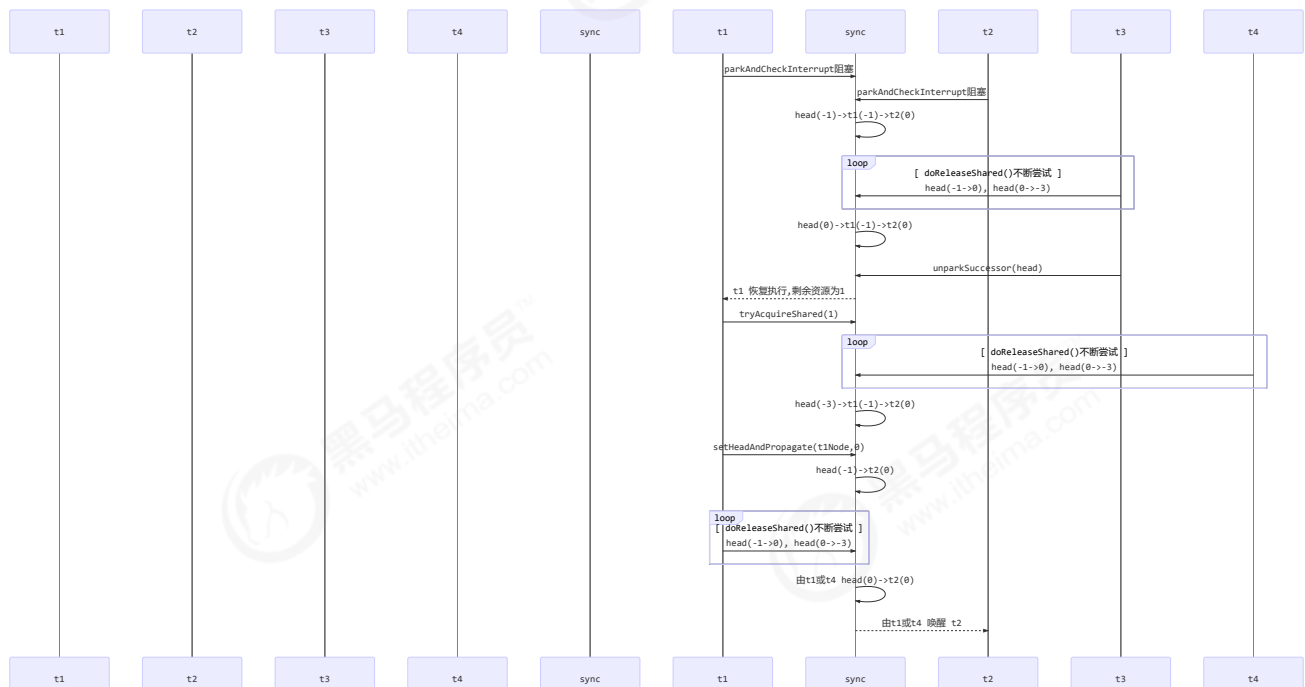 t1 t2 t3 t4 sync t1 sync t2 t3 t4
parkAndCheckInterrupt阻塞
parkAndCheckInterrupt阻塞
head(-1)->t1(-1)->t2(0)
loop
[ doReleaseShared()不断尝试 ]
head(-1->0), head(0->-3)
head(0)->t1(-1)->t2(0)
unparkSuccessor(head)
t1 恢复执行,剩余资源为1
tryAcquireShared(1)
loop
[ doReleaseShared()不断尝试 ]
head(-1->0), head(0->-3)
head(-3)->t1(-1)->t2(0)
setHeadAndPropagate(t1Node,0)
head(-1)->t2(0)
loop
[ doReleaseShared()不断尝试 ]
head(-1->0), head(0->-3)
由t1或t4 head(0)->t2(0)
由t1或t4 唤醒 t2
t1 t2 t3 t4 sync t1 sync t2 t3 t4
黑马程序员™
www.itheima.com
黑马程序员
www.itheima.com